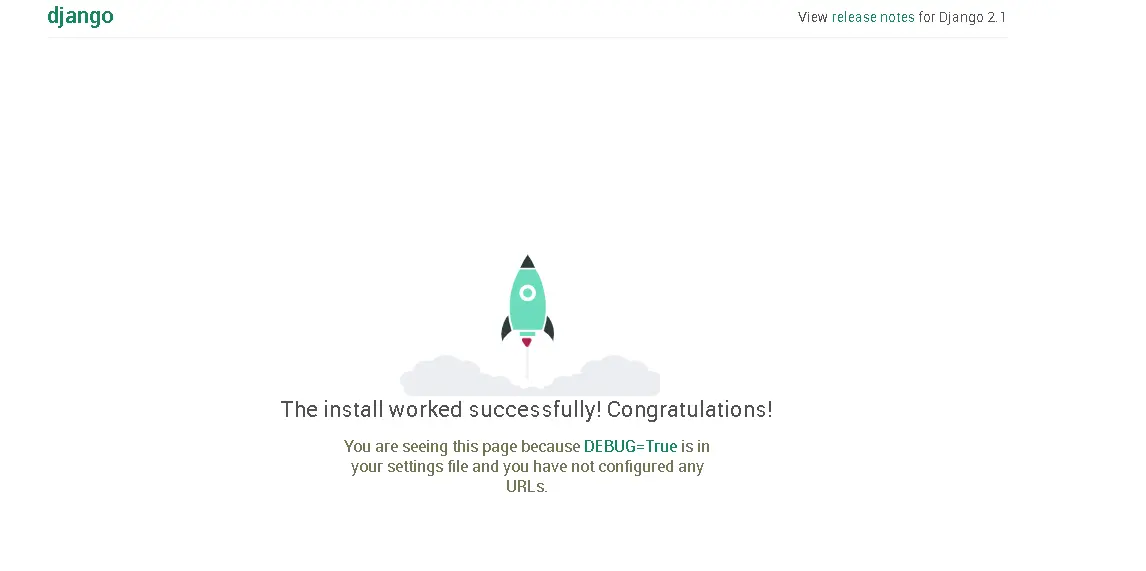 django
View release notes for Django 2.1
The install worked successfully! Congratulations!
You are seeing this page because DEBUG=True is in
your settings file and you have not configured any
URLs.